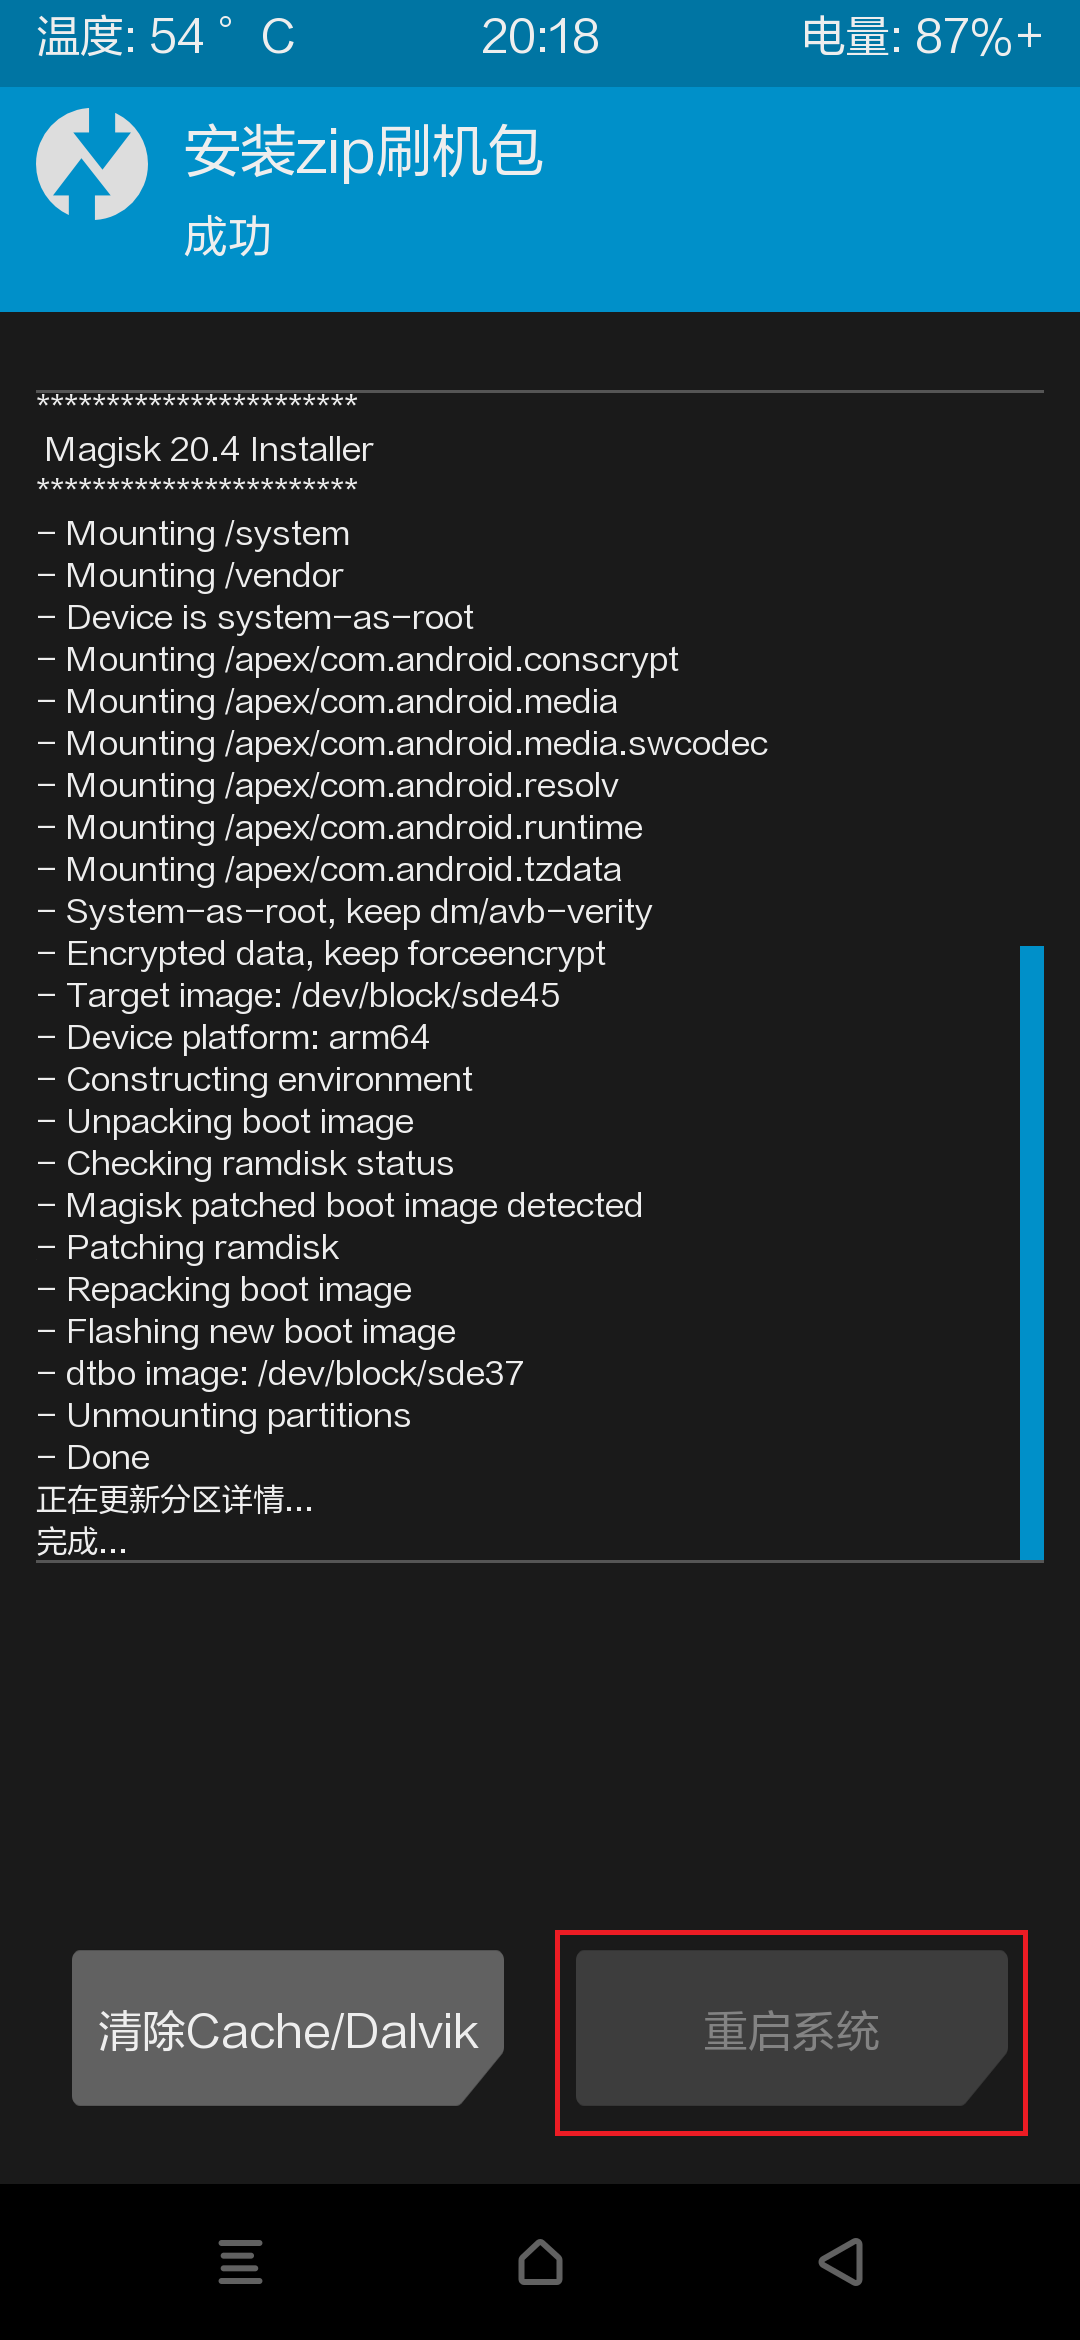 温度: 54 ° C 20:18 电量: 87%+
安装zip刷机包
成功
***********************
Magisk 20.4 Installer
***********************
- Mounting /system
- Mounting /vendor
- Device is system-as-root
- Mounting /apex/com.android.conscrypt
- Mounting /apex/com.android.media
- Mounting /apex/com.android.media.swcodec
- Mounting /apex/com.android.resolv
- Mounting /apex/com.android.runtime
- Mounting /apex/com.android.tzdata
- System-as-root, keep dm/avb-verity
- Encrypted data, keep forceencrypt
- Target image: /dev/block/sde45
- Device platform: arm64
- Constructing environment
- Unpacking boot image
- Checking ramdisk status
- Magisk patched boot image detected
- Patching ramdisk
- Repacking boot image
- Flashing new boot image
- dtbo image: /dev/block/sde37
- Unmounting partitions
- Done
正在更新分区详情...
完成...
清除Cache/Dalvik 重启系统